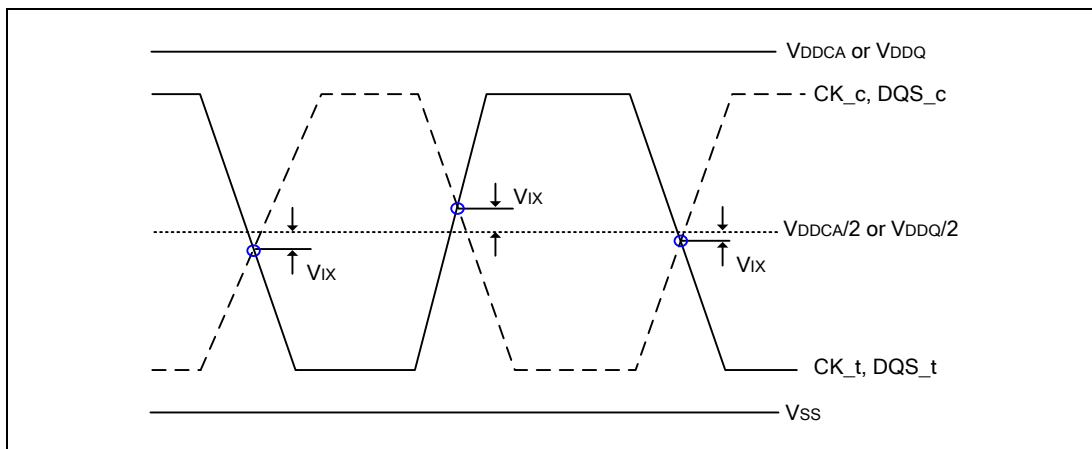 VDDCA or VDDQ
CK_c, DQS_c
VIX
VDDCA/2 or VDDQ/2
VIX
VIX
CK_t, DQS_t
VSS